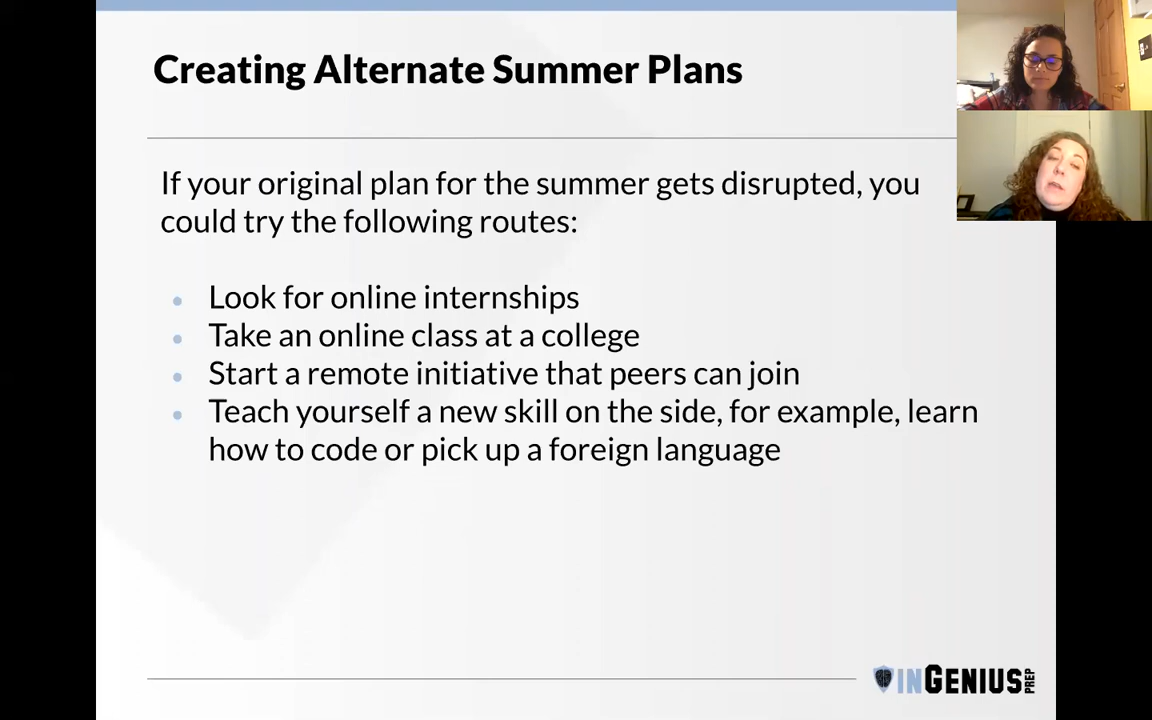 Creating Alternate Summer Plans
If your original plan for the summer gets disrupted, you
could try the following routes:
Look for online internships
Take an online class at a college
Start a remote initiative that peers can join
Teach yourself a new skill on the side, for example, learn
how to code or pick up a foreign language
INGENIUS PREP